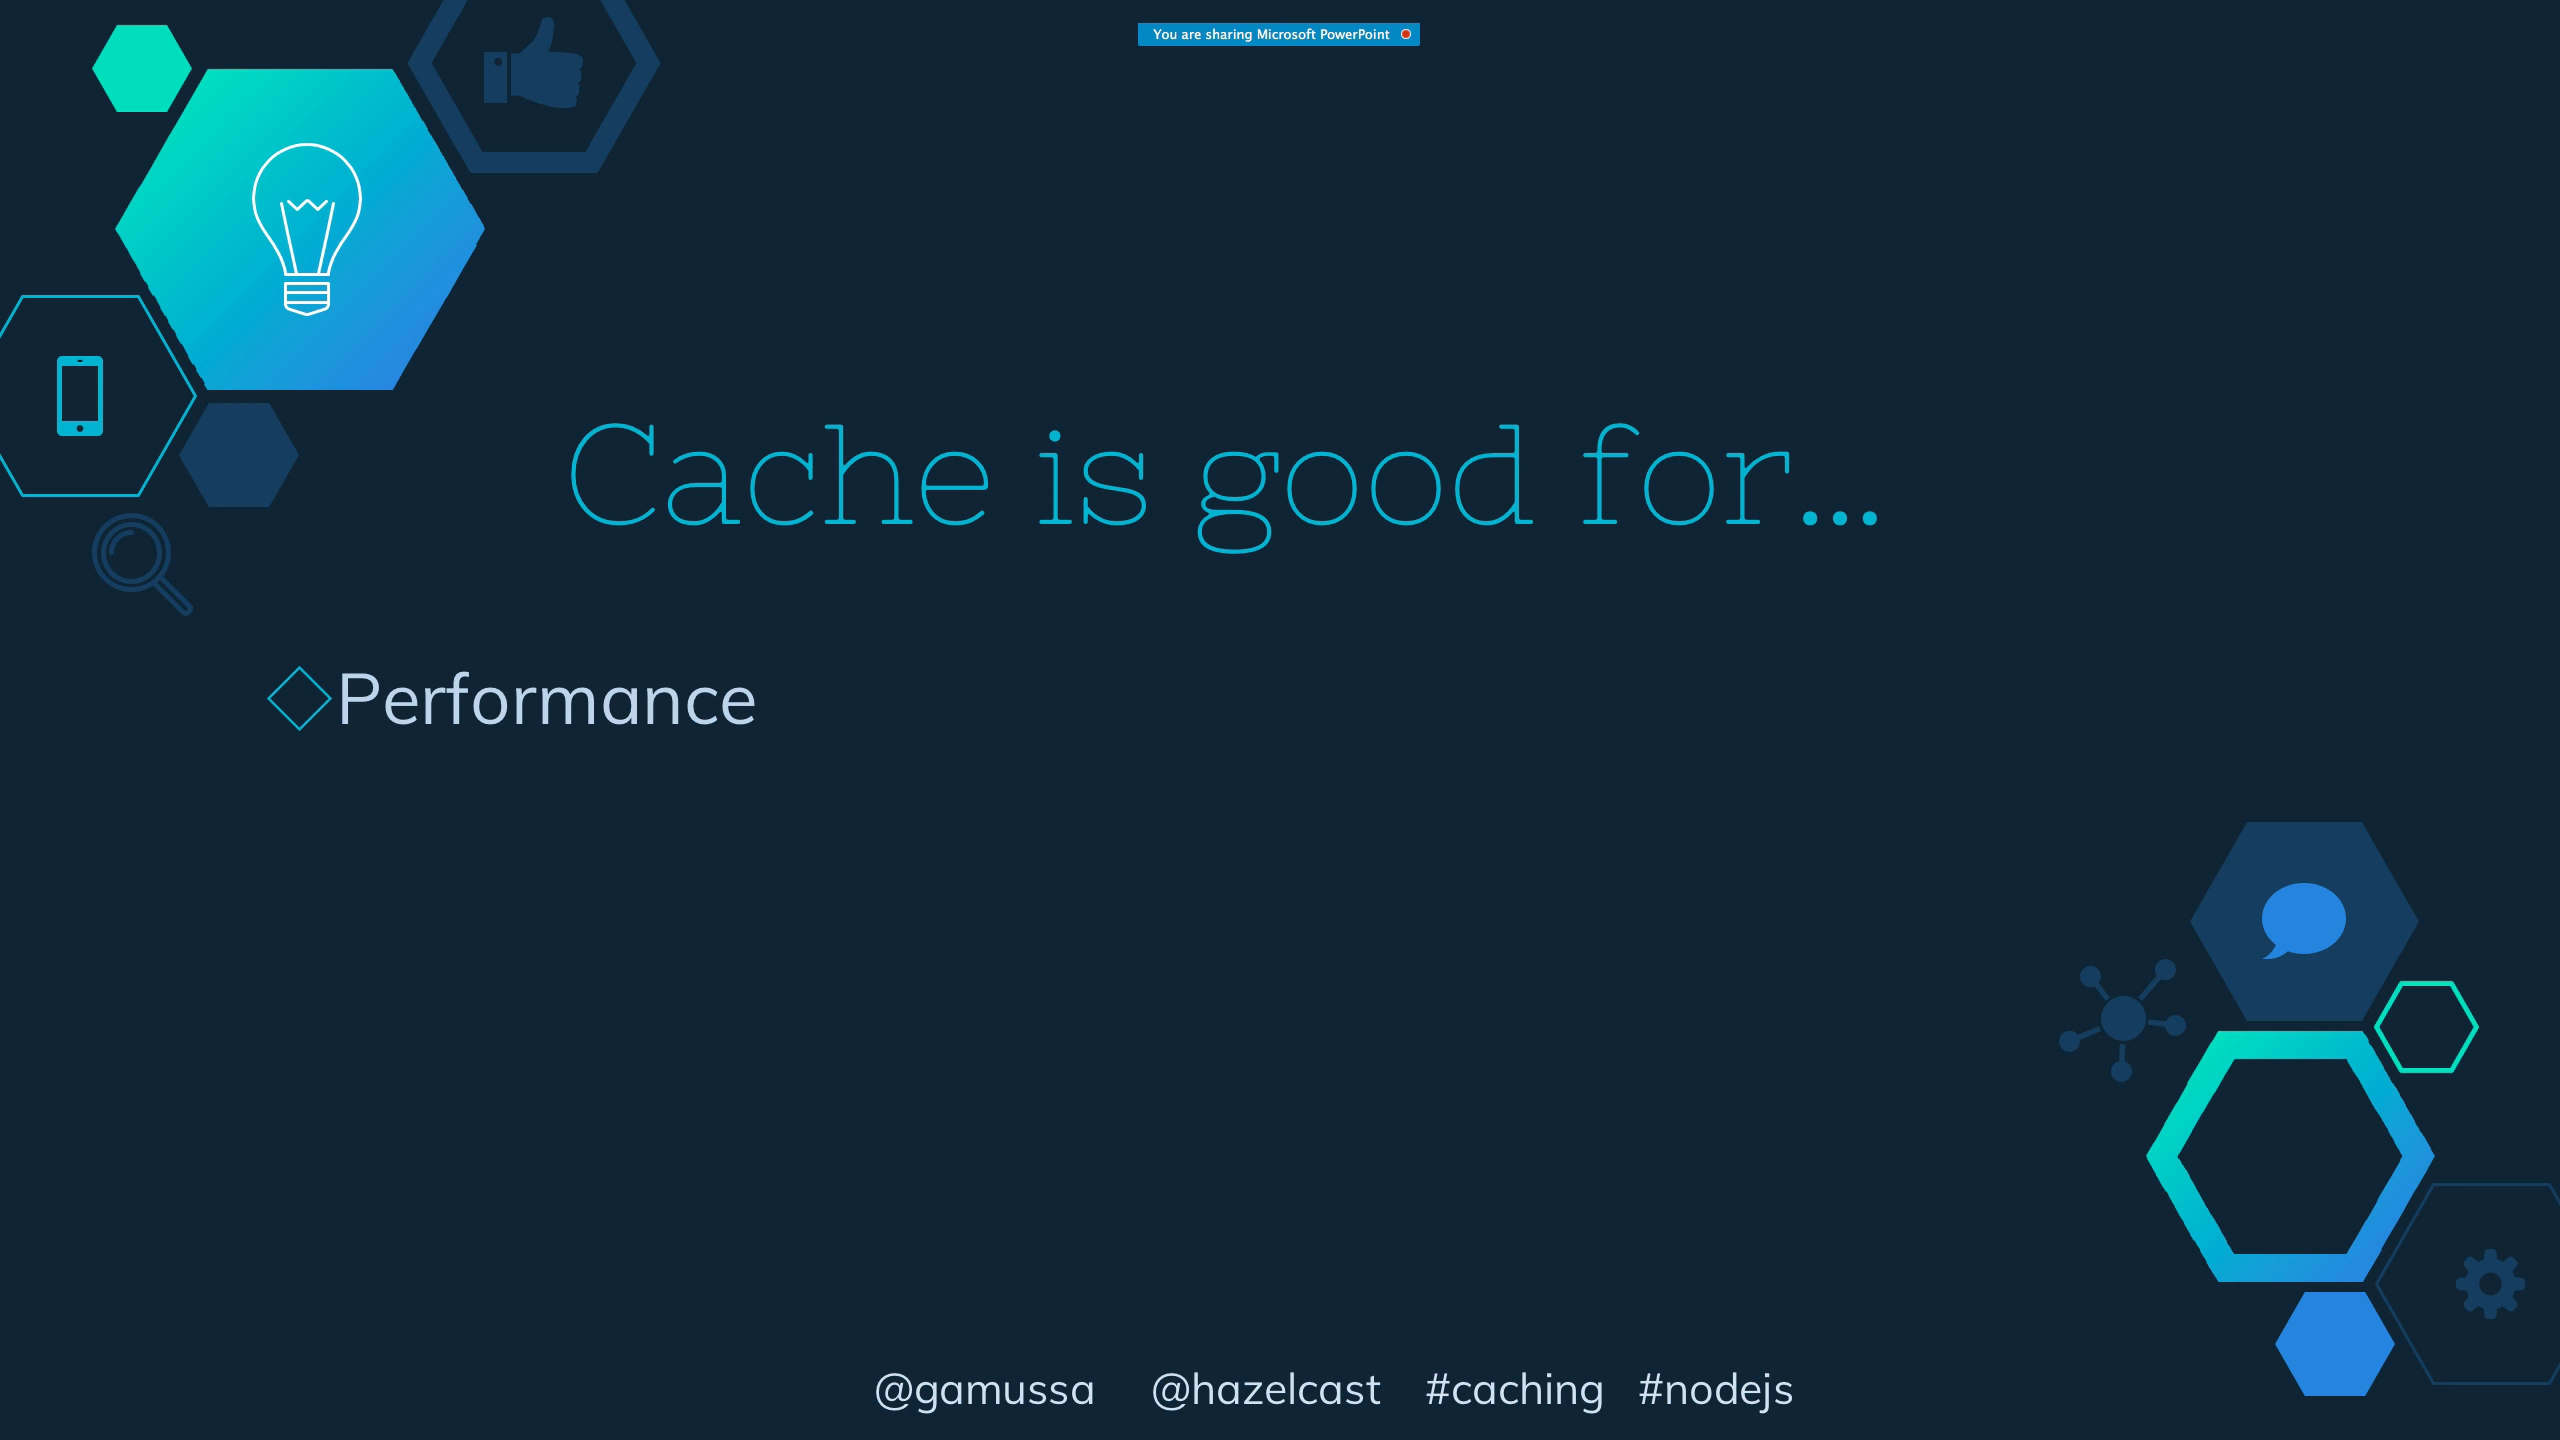 You are sharing Microsoft PowerPoint
Cache is good for...
Performance
@gamussa @hazelcast #caching #nodejs